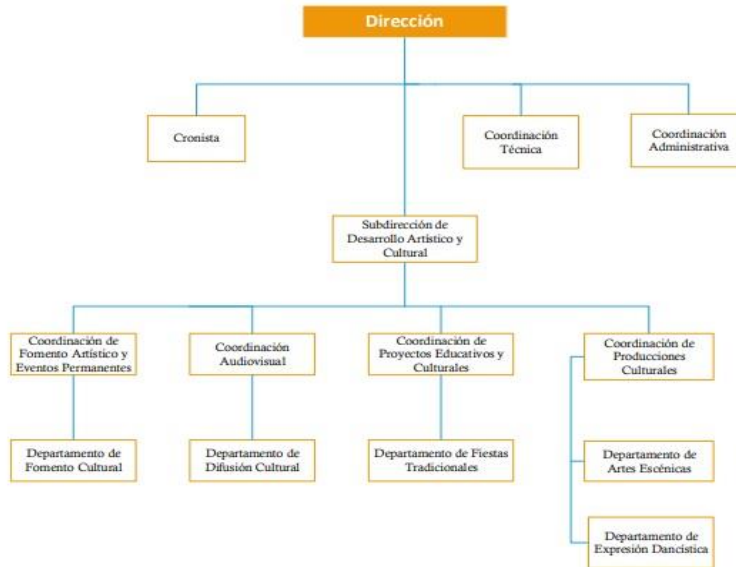 Dirección
Cronista
Coordinación
Técnica
Coordinación
Administrativa
Subdirección de
Desarrollo Artístico y
Cultural
Coordinación de
Fomento Artístico y
Eventos Permanentes
Coordinación
Audiovisual
Coordinación de
Proyectos Educativos y
Culturales
Coordinación de
Producciones
Culturales
Departamento de
Fomento Cultural
Departamento de
Difusión Cultural
Departamento de Fiestas
Tradicionales
Departamento de
Artes Escénicas
Departamento de
Expresión Dancística